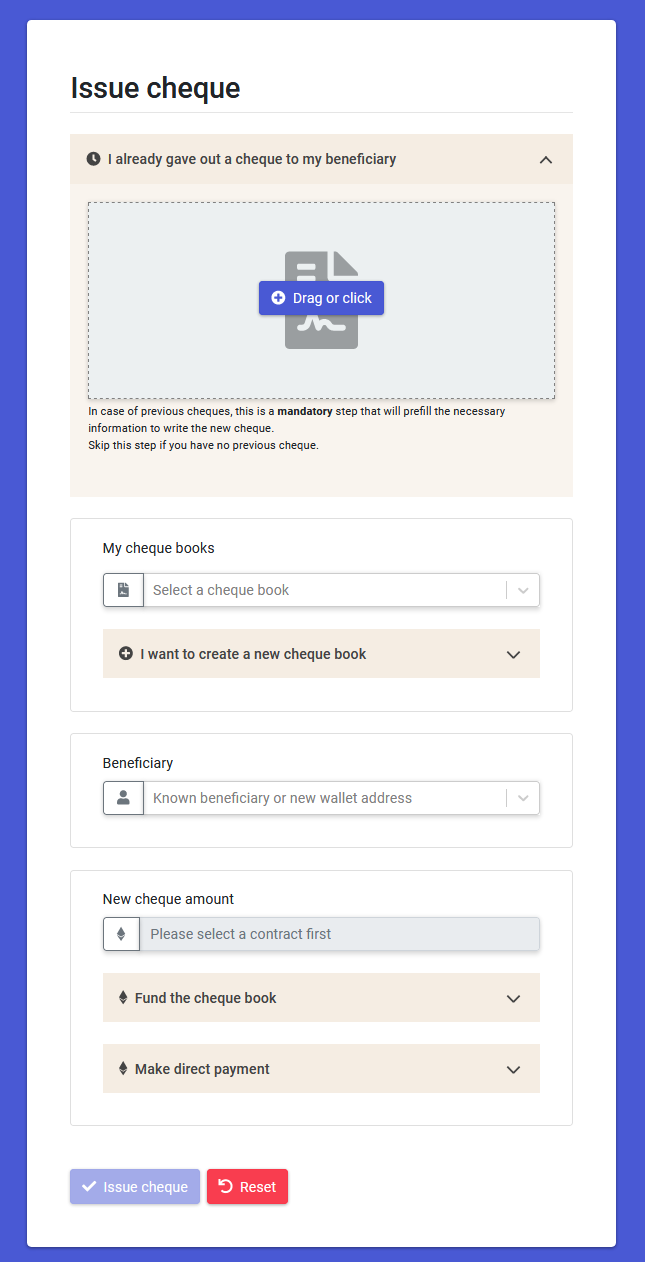 Issue cheque
I already gave out a cheque to my beneficiary
Drag or click
In case of previous cheques, this is a mandatory step that will prefill the necessary
information to write the new cheque.
Skip this step if you have no previous cheque.
My cheque books
Select a cheque book
I want to create a new cheque book
Beneficiary
Known beneficiary or new wallet address
New cheque amount
Please select a contract first
Fund the cheque book
Make direct payment
Issue cheque
Reset